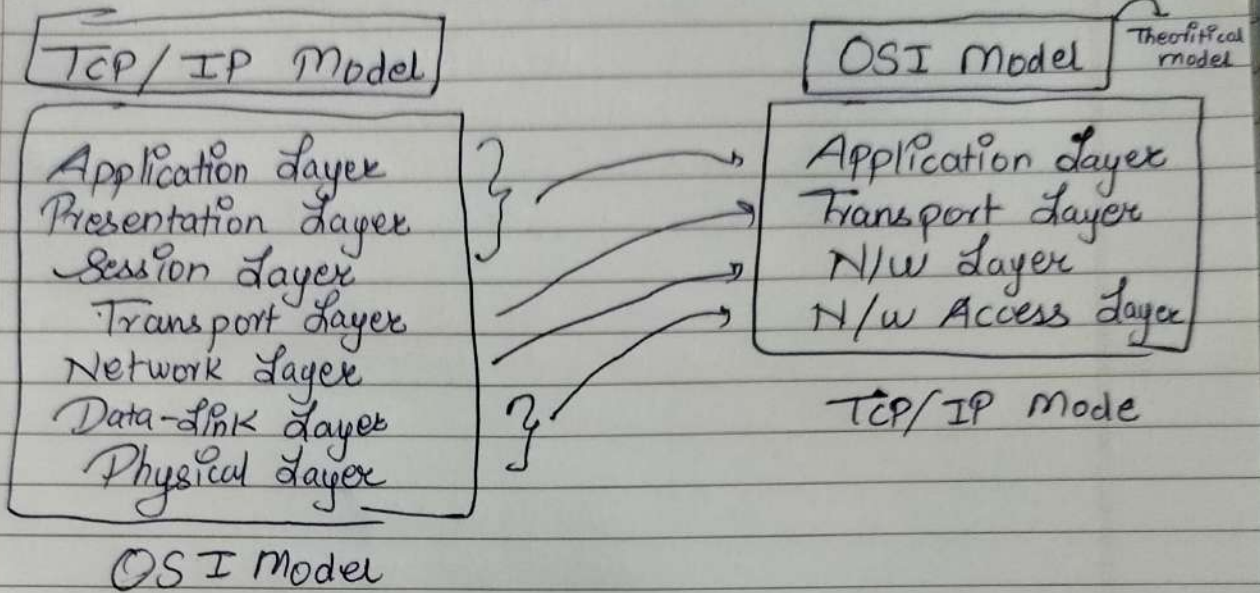 TCP/IP Model
Application Layer
Presentation Layer
Session Layer
Transport Layer
Network Layer
Data-Link Layer
Physical Layer
OSI Model
OSI Model
Theoritical
model
Application Layer
Transport Layer
N/W Layer
N/W Access Layer
TCP/IP Mode